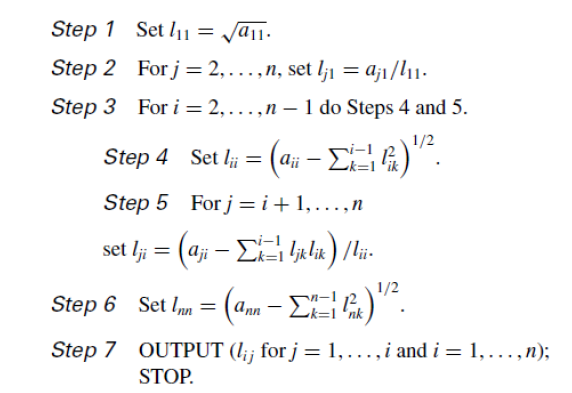 Step 1 Set l₁₁ = √a₁₁.
Step 2 For j = 2, . . . , n, set lⱼ₁ = aⱼ₁/l₁₁.
Step 3 For i = 2, . . . , n − 1 do Steps 4 and 5.
Step 4 Set lᵢᵢ = (aᵢᵢ − ∑_{k=1}^{i−1} l²ᵢₖ)^{1/2}.
Step 5 For j = i + 1, . . . , n
set lⱼᵢ = (aⱼᵢ − ∑_{k=1}^{i−1} lⱼₖlᵢₖ) /lᵢᵢ.
Step 6 Set lₙₙ = (aₙₙ − ∑_{k=1}^{n−1} l²ₙₖ)^{1/2}.
Step 7 OUTPUT (lᵢⱼ for j = 1, . . . , i and i = 1, . . . , n);
STOP.